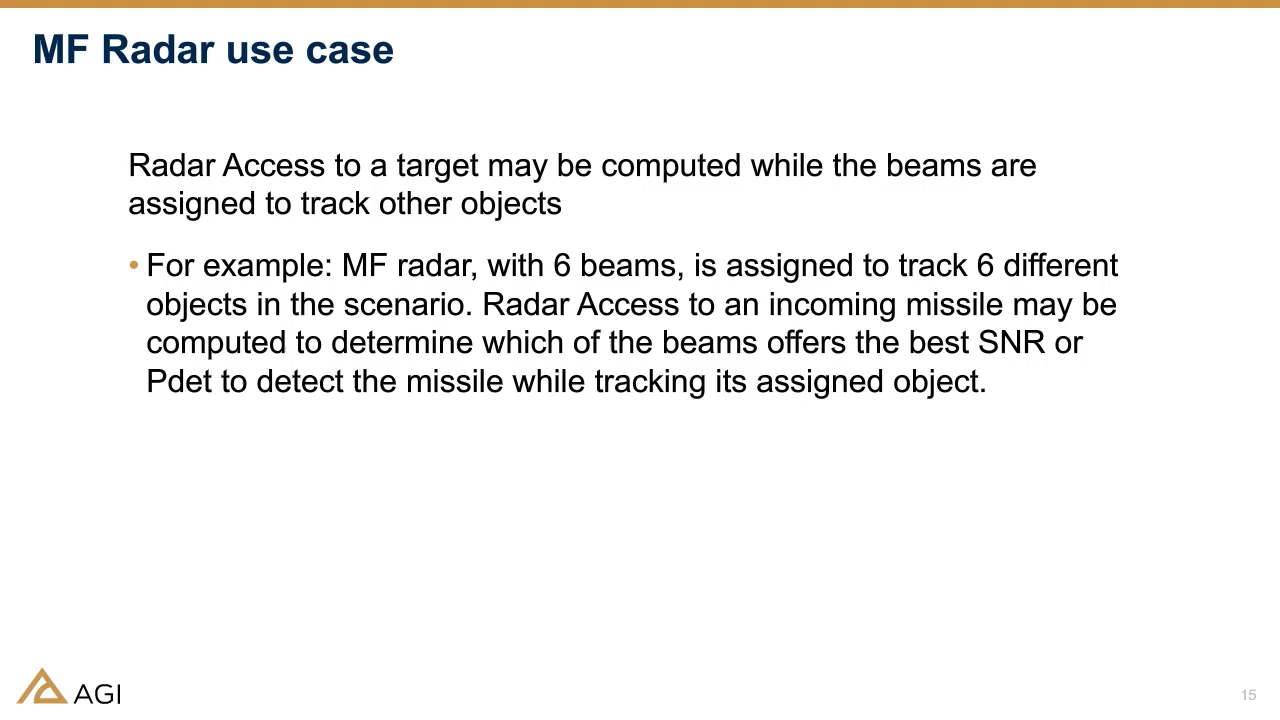 MF Radar use case
Radar Access to a target may be computed while the beams are
assigned to track other objects
• For example: MF radar, with 6 beams, is assigned to track 6 different
objects in the scenario. Radar Access to an incoming missile may be
computed to determine which of the beams offers the best SNR or
Pdet to detect the missile while tracking its assigned object.
AGI
15